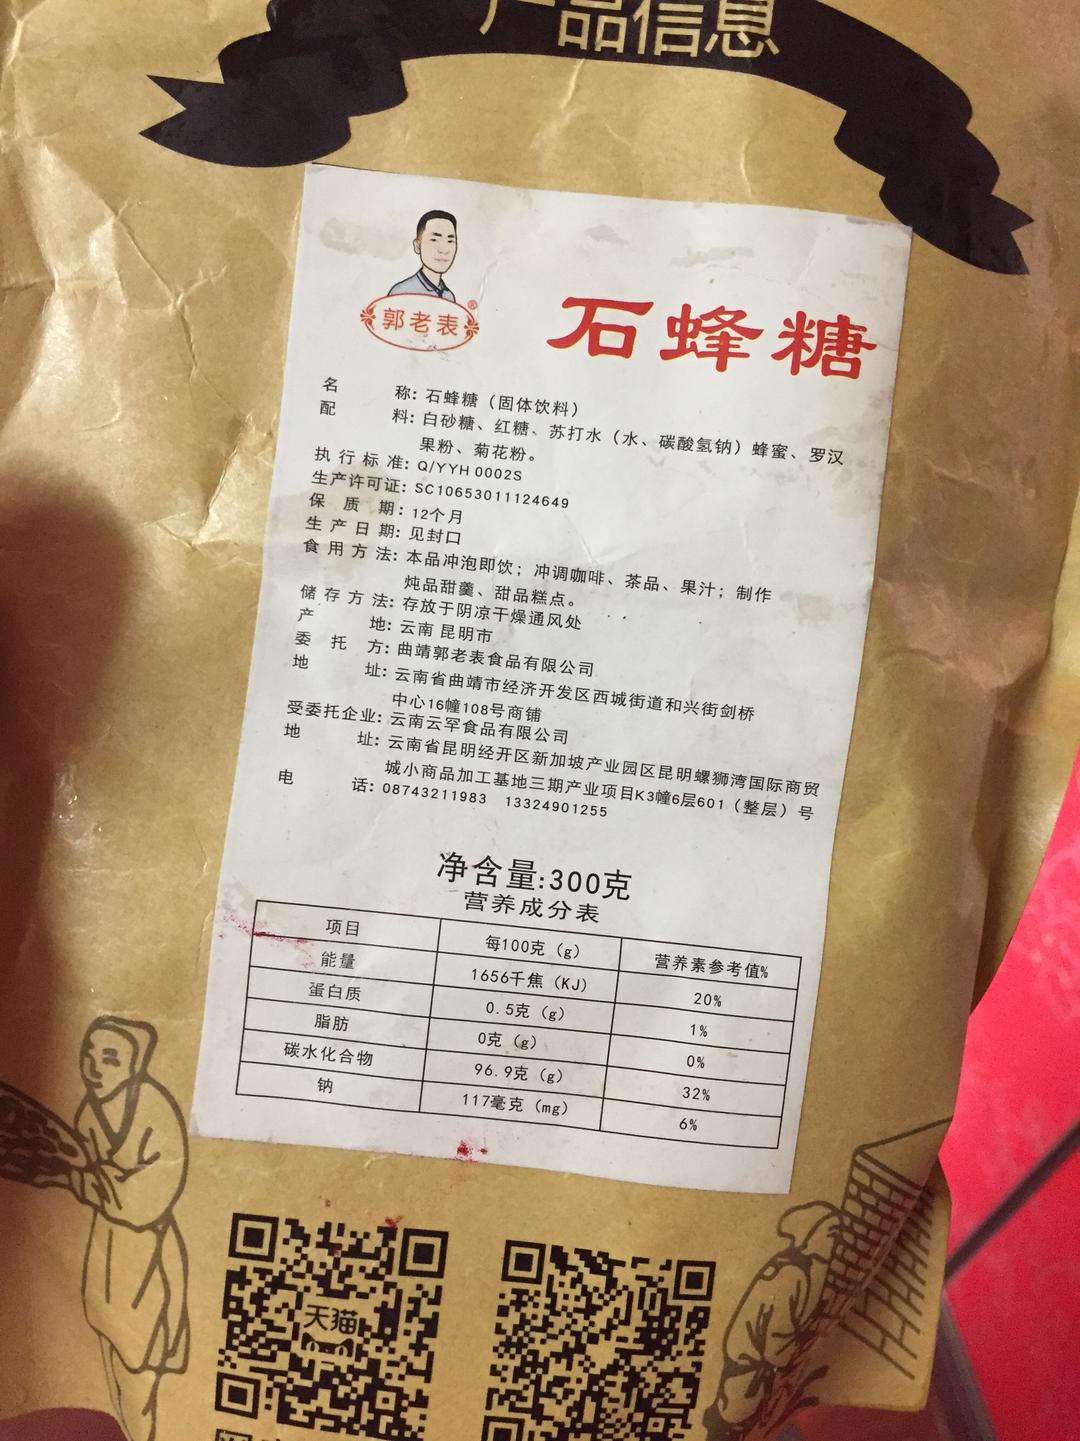 产品信息
郭老表®
石蜂糖
名称: 石蜂糖（固体饮料）
配料: 白砂糖、红糖、苏打水（水、碳酸氢钠）蜂蜜、罗汉
果粉、菊花粉。
执行标准: Q/YYH 0002S
生产许可证: SC10653011124649
保质期: 12个月
生产日期: 见封口
食用方法: 本品冲泡即饮；冲调咖啡、茶品、果汁；制作
炖品甜羹、甜品糕点。
储存方法: 存放于阴凉干燥通风处
产地: 云南 昆明市
委托方: 曲靖郭老表食品有限公司
地址: 云南省曲靖市经济开发区西城街道和兴街剑桥
中心16幢108号商铺
受委托企业: 云南云罕食品有限公司
地址: 云南省昆明经开区新加坡产业园区昆明螺狮湾国际商贸
城小商品加工基地三期产业项目K3幢6层601（整层）号
电话: 08743211983 13324901255
净含量:300克
营养成分表
项目 每100克（g） 营养素参考值%
能量 1656千焦（KJ） 20%
蛋白质 0.5克（g） 1%
脂肪 0克（g） 0%
碳水化合物 96.9克（g） 32%
钠 117毫克（mg） 6%
天猫